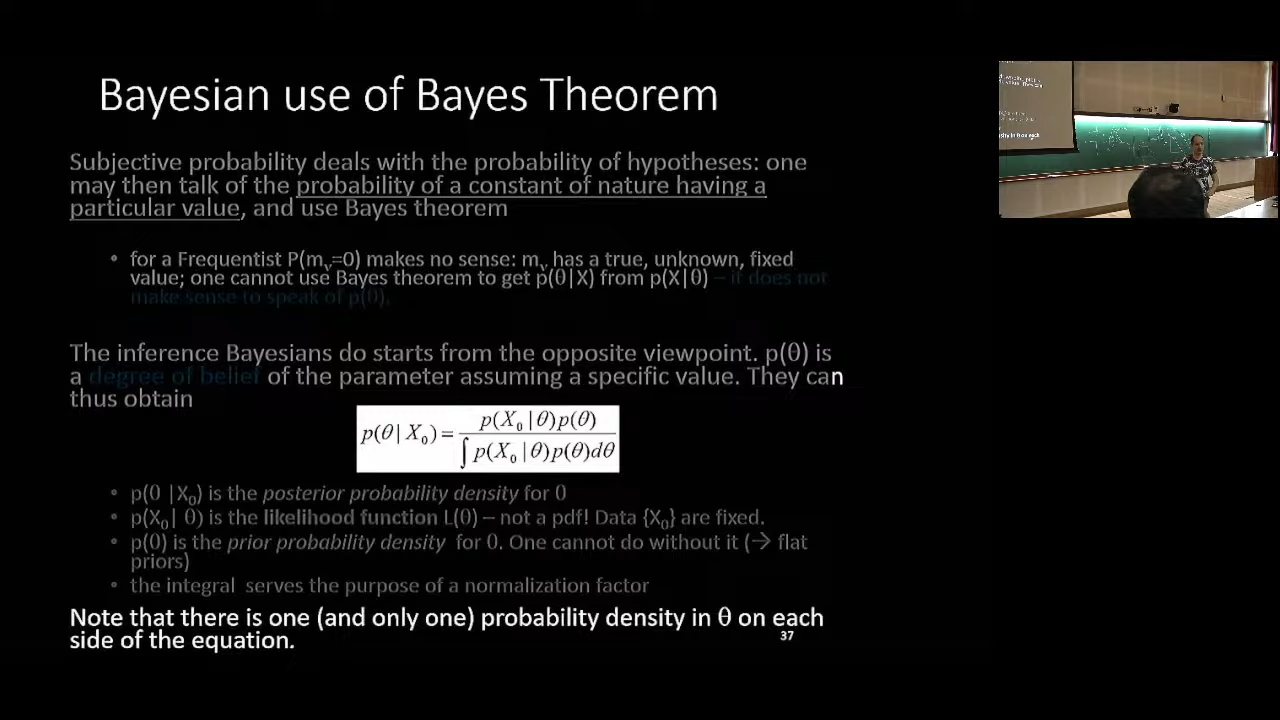 Bayesian use of Bayes Theorem
Subjective probability deals with the probability of hypotheses: one
may then talk of the probability of a constant of nature having a
particular value, and use Bayes theorem
• for a Frequentist P(mᵥ=0) makes no sense: mᵥ has a true, unknown, fixed
value; one cannot use Bayes theorem to get p(θ|X) from p(X|θ) – it does not
make sense to speak of p(θ).
The inference Bayesians do starts from the opposite viewpoint. p(θ) is
a degree of belief of the parameter assuming a specific value. They can
thus obtain
p(θ | X₀) = p(X₀ | θ)p(θ) / ∫ p(X₀ | θ)p(θ)dθ
• p(θ |X₀) is the posterior probability density for θ
• p(X₀| θ) is the likelihood function L(θ) – not a pdf! Data {X₀} are fixed.
• p(θ) is the prior probability density for θ. One cannot do without it (→ flat
priors)
• the integral serves the purpose of a normalization factor
Note that there is one (and only one) probability density in θ on each
side of the equation.
37